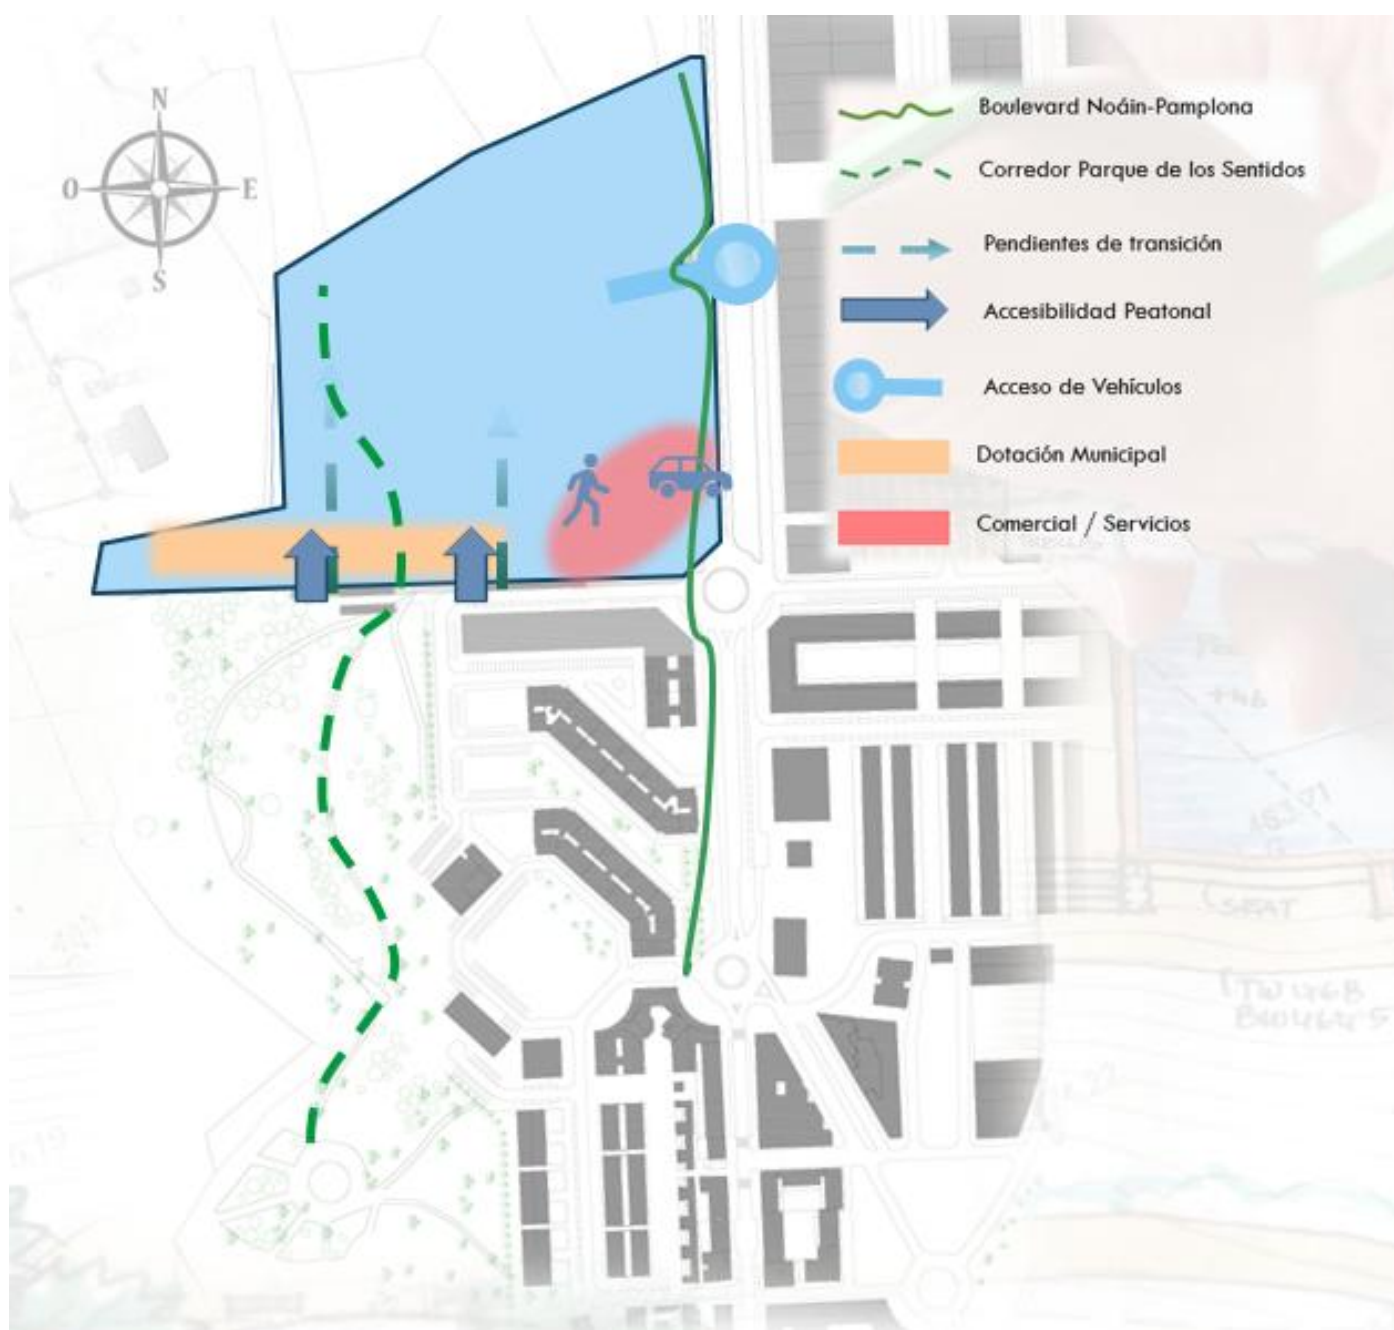 N
O
E
S
Boulevard Noáin-Pamplona
Corredor Parque de los Sentidos
Pendientes de transición
Accesibilidad Peatonal
Acceso de Vehículos
Dotación Municipal
Comercial / Servicios